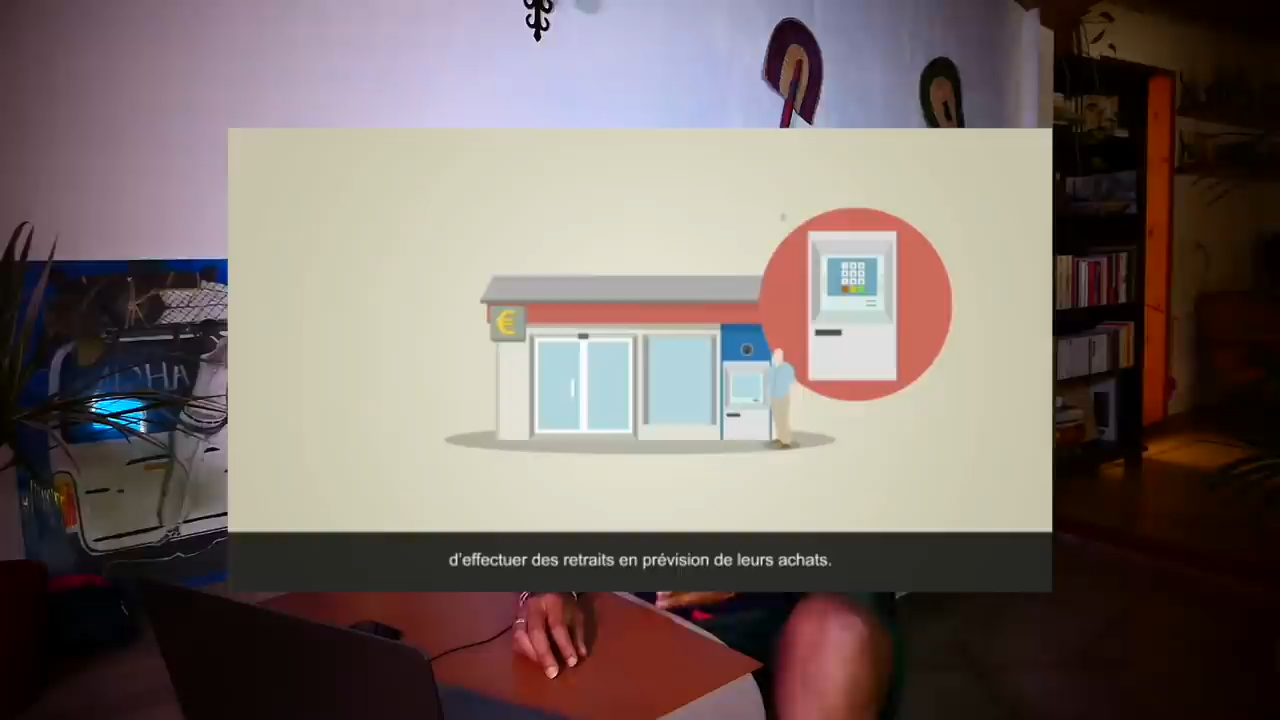 €
d'effectuer des retraits en prévision de leurs achats.